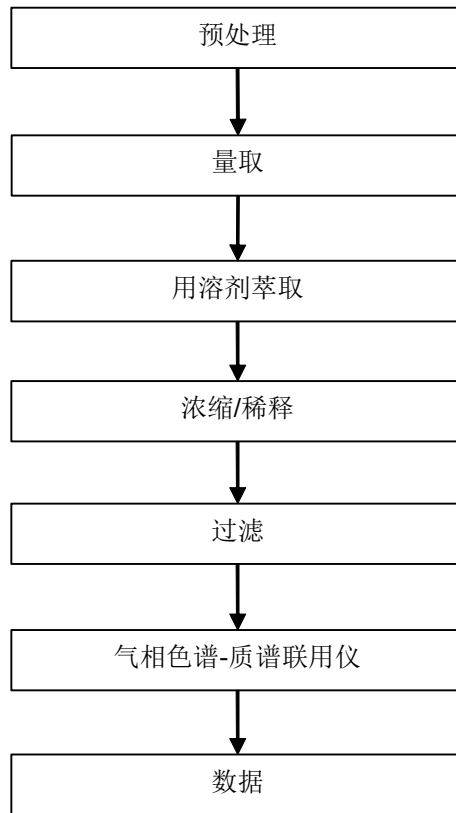 预处理
量取
用溶剂萃取
浓缩/稀释
过滤
气相色谱-质谱联用仪
数据